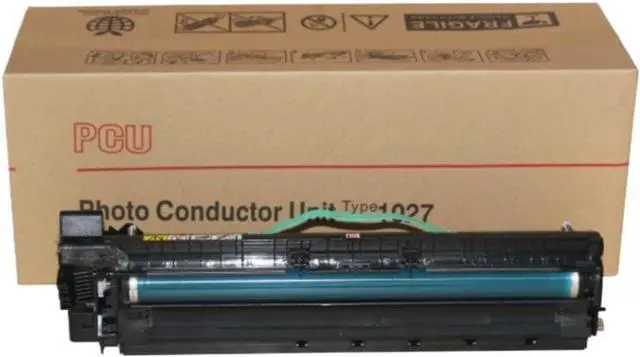 FRAGILE
PCU
Photo Conductor Unit Type 1027